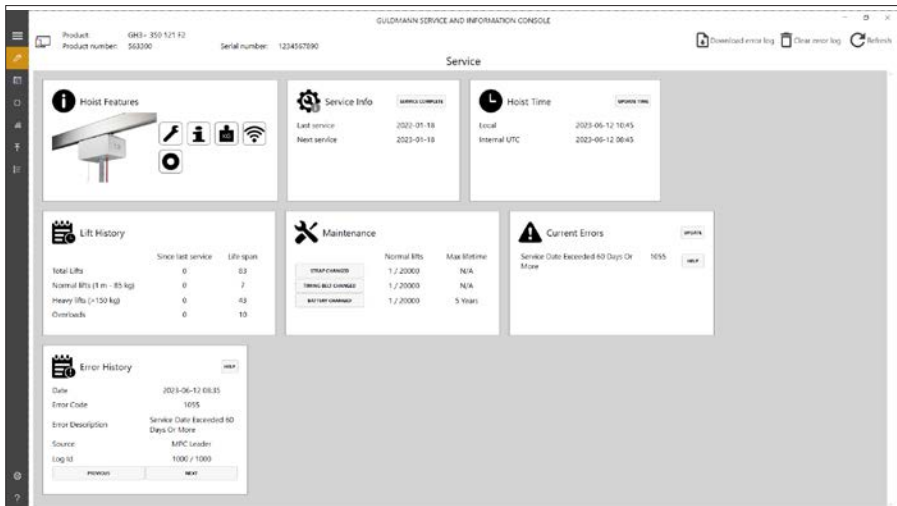 GULDMANN SERVICE AND INFORMATION CONSOLE
Product: GH3+ 350 121 F2
Product number: 563300 Serial number: 1234567890
Download error log Clear error log Refresh
Service
Hoist Features
Service Info SERVICE COMPLETE
Last service 2022-01-18
Next service 2023-01-18
Hoist Time UPDATE TIME
Local 2023-06-12 10:45
Internal UTC 2023-06-12 08:45
Lift History
Since last service Life span
Total Lifts 0 83
Normal lifts (1 m - 85 kg) 0 7
Heavy lifts (>150 kg) 0 43
Overloads 0 10
Maintenance
Normal lifts Max lifetime
STRAP CHANGED 1 / 20000 N/A
TIMING BELT CHANGED 1 / 20000 N/A
BATTERY CHANGED 1 / 20000 5 Years
Current Errors UPDATE
Service Date Exceeded 60 Days Or 1055 HELP
More
Error History HELP
Date 2023-06-12 08:35
Error Code 1055
Error Description Service Date Exceeded 60
Days Or More
Source MPC Leader
Log Id 1000 / 1000
PREVIOUS NEXT